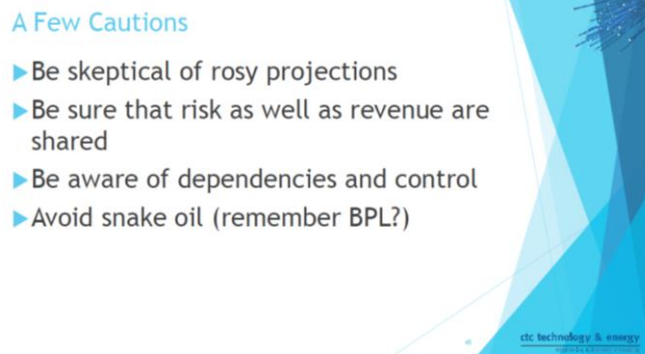 A Few Cautions
Be skeptical of rosy projections
Be sure that risk as well as revenue are
shared
Be aware of dependencies and control
Avoid snake oil (remember BPL?)
ctc technology & energy